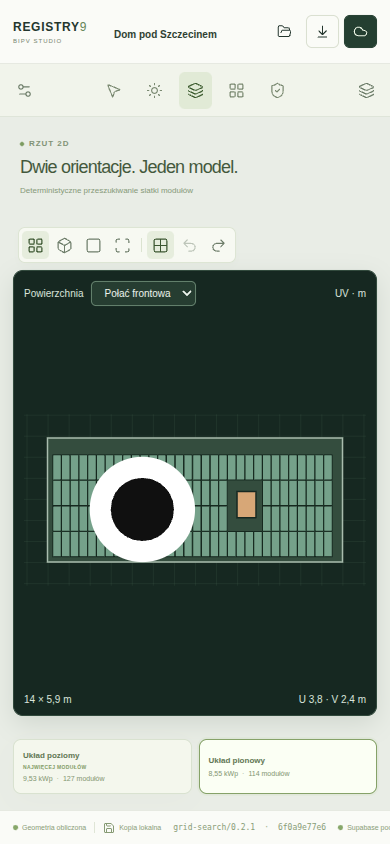 REGISTRY9
BIPV STUDIO
Dom pod Szczecinem
RZUT 2D
Dwie orientacje. Jeden model.
Deterministyczne przeszukiwanie siatki modułów
Powierzchnia
Połać frontowa
UV · m
14 × 5,9 m
U 3,8 · V 2,4 m
Układ poziomy
NAJWIĘCEJ MODUŁÓW
9,53 kWp · 127 modułów
Układ pionowy
8,55 kWp · 114 modułów
Geometria obliczona
Kopia lokalna
grid-search/0.2.1 · 6f0a9e77e6
Supabase po